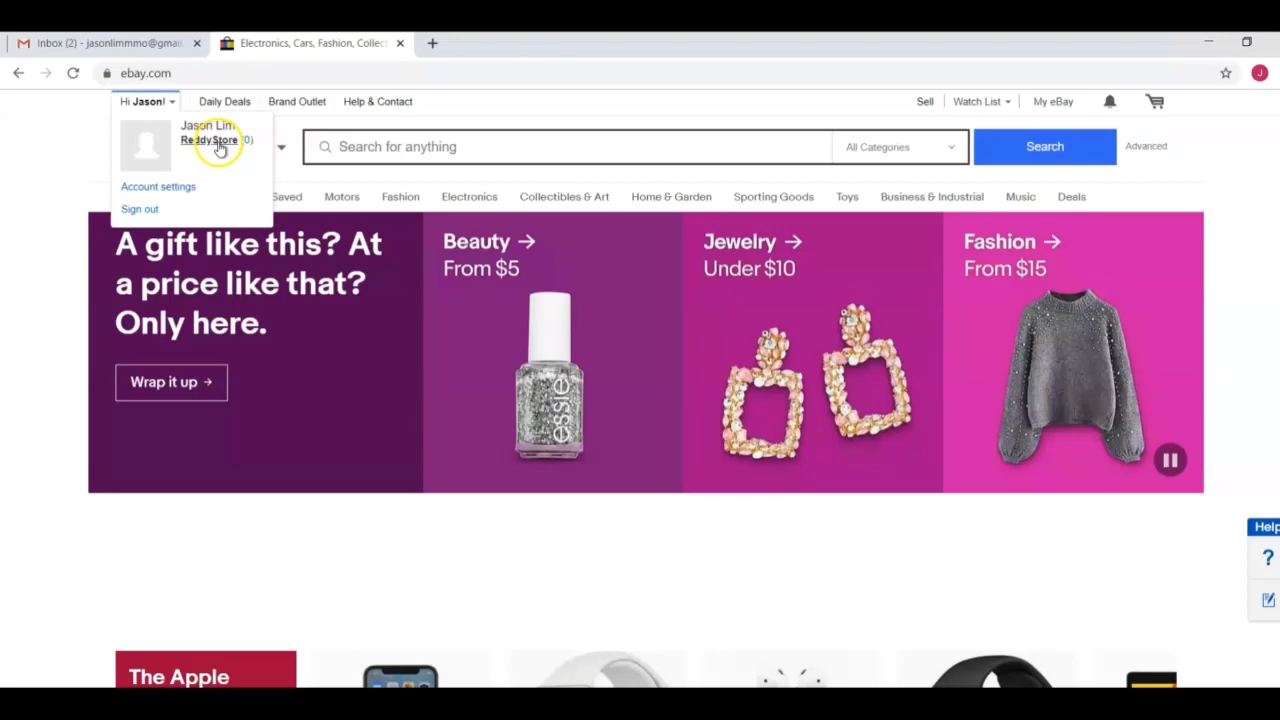 Inbox (2) - jasonlimmmo@gmai
Electronics, Cars, Fashion, Collect
ebay.com
J
Hi Jason!
Daily Deals
Brand Outlet
Help & Contact
Sell
Watch List
My eBay
Jason Lim
ReddyStore (0)
Account settings
Sign out
Search for anything
All Categories
Search
Advanced
Saved
Motors
Fashion
Electronics
Collectibles & Art
Home & Garden
Sporting Goods
Toys
Business & Industrial
Music
Deals
A gift like this? At
a price like that?
Only here.
Wrap it up →
Beauty →
From $5
essie
Jewelry →
Under $10
Fashion →
From $15
Help
?
The Apple